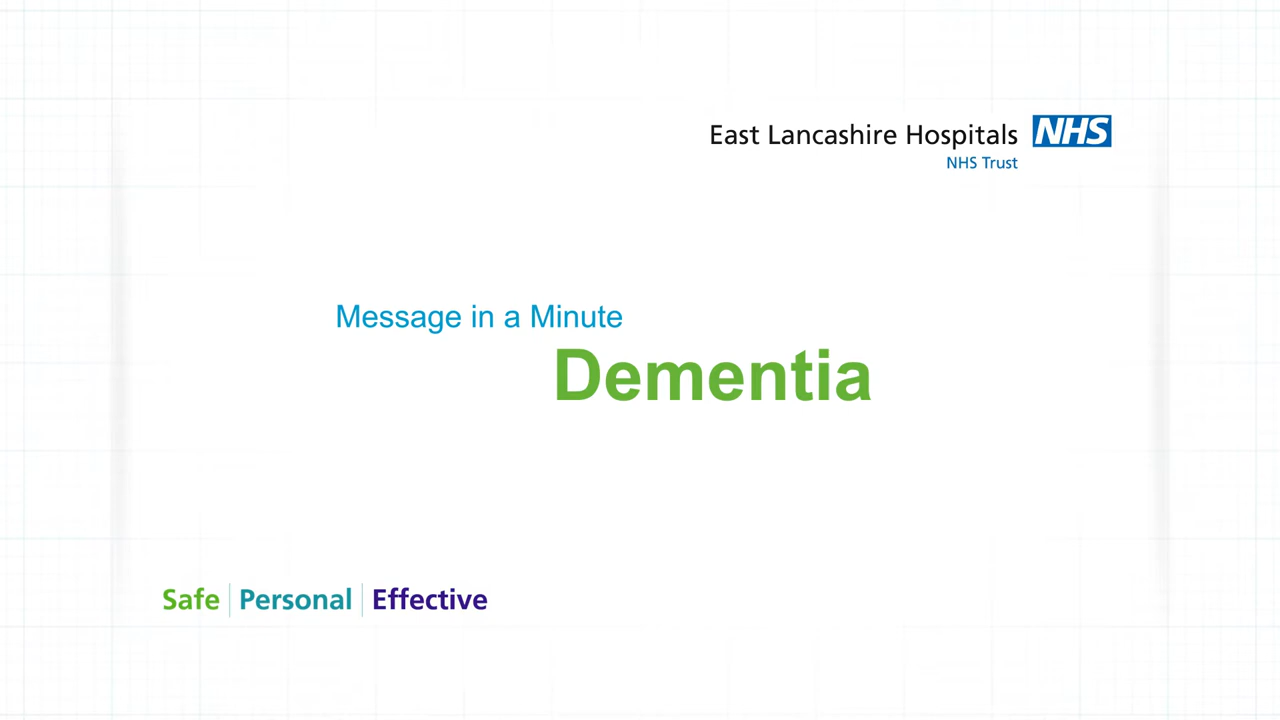 East Lancashire Hospitals NHS
NHS Trust
Message in a Minute
Dementia
Safe | Personal | Effective